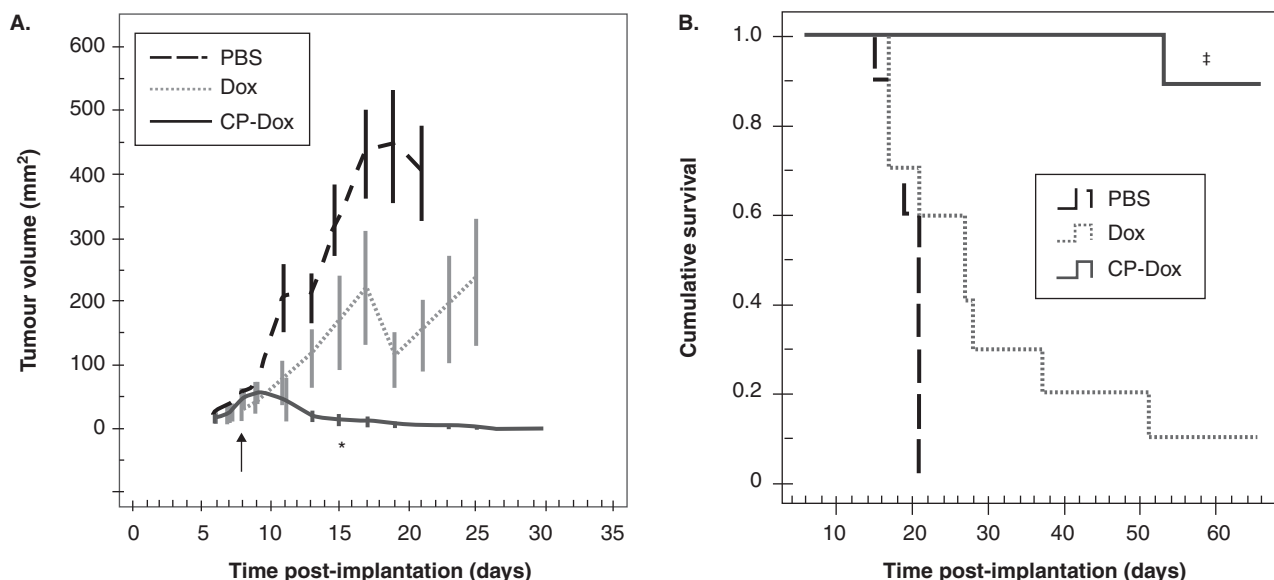 A.
600
500
400
300
200
100
0
Tumour volume (mm²)
PBS
Dox
CP-Dox
*
0 5 10 15 20 25 30 35
Time post-implantation (days)
B.
1.0
0.8
0.6
0.4
0.2
0
Cumulative survival
‡
PBS
Dox
CP-Dox
10 20 30 40 50 60
Time post-implantation (days)